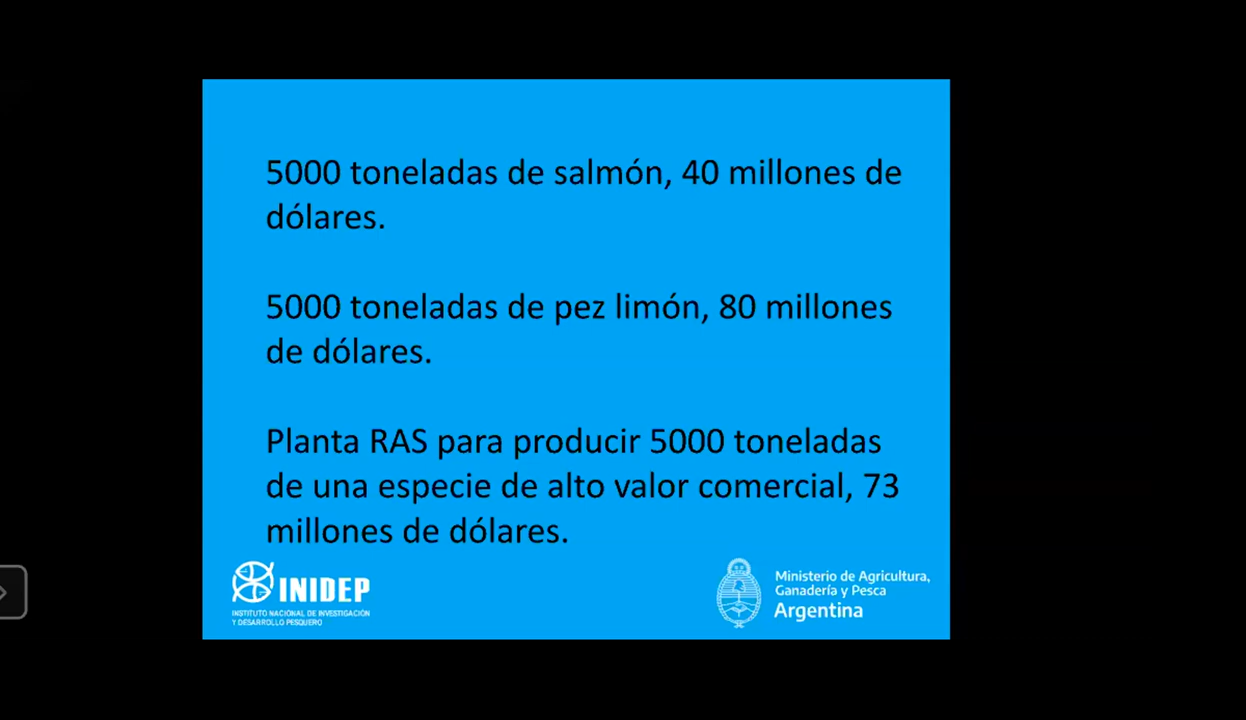 5000 toneladas de salmón, 40 millones de
dólares.
5000 toneladas de pez limón, 80 millones
de dólares.
Planta RAS para producir 5000 toneladas
de una especie de alto valor comercial, 73
millones de dólares.
INIDEP
INSTITUTO NACIONAL DE INVESTIGACIÓN
Y DESARROLLO PESQUERO
Ministerio de Agricultura,
Ganadería y Pesca
Argentina